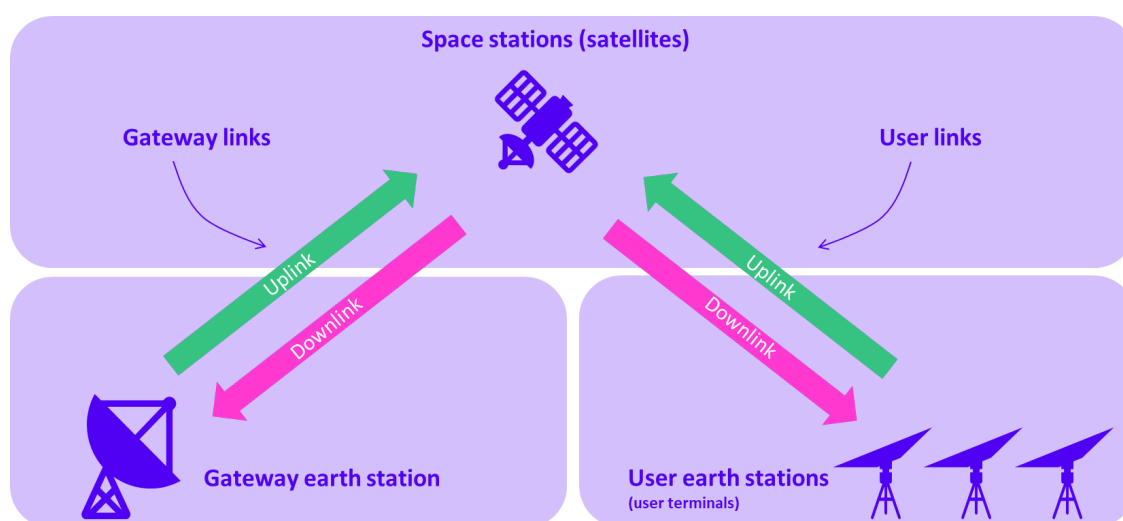 Space stations (satellites)
Gateway links
User links
Uplink
Downlink
Uplink
Downlink
Gateway earth station
User earth stations
(user terminals)